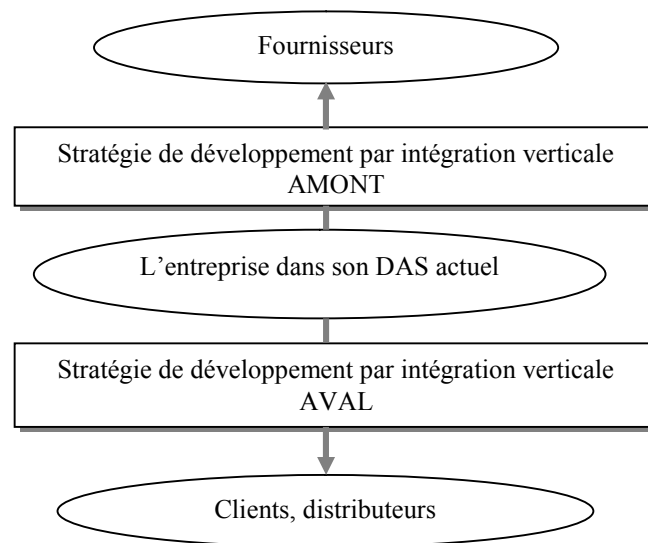 Fournisseurs
Stratégie de développement par intégration verticale
AMONT
L’entreprise dans son DAS actuel
Stratégie de développement par intégration verticale
AVAL
Clients, distributeurs